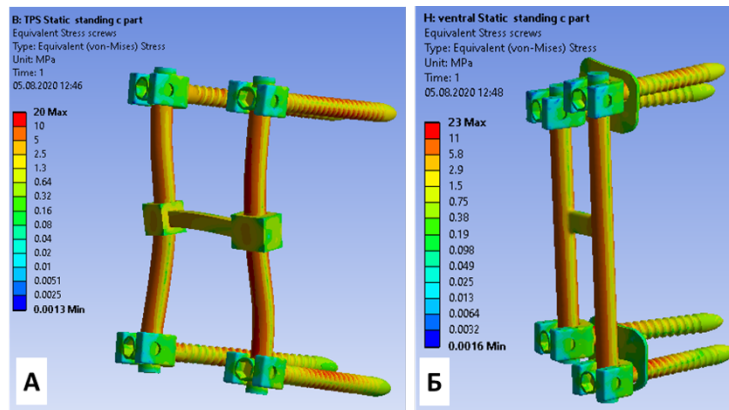 B: TPS Static standing c part
Equivalent Stress screws
Type: Equivalent (von-Mises) Stress
Unit: MPa
Time: 1
05.08.2020 12:46
20 Max
10
5
2.5
1.3
0.64
0.32
0.16
0.08
0.04
0.02
0.01
0.0051
0.0025
0.0013 Min
А
H: ventral Static standing c part
Equivalent Stress screws
Type: Equivalent (von-Mises) Stress
Unit: MPa
Time: 1
05.08.2020 12:48
23 Max
11
5.8
2.9
1.5
0.75
0.38
0.19
0.098
0.049
0.025
0.013
0.0064
0.0032
0.0016 Min
Б